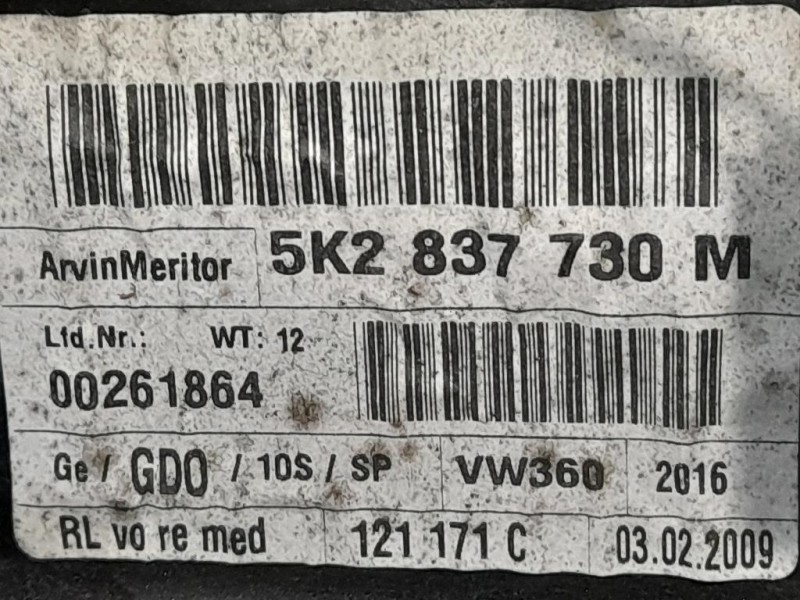 ArvinMeritor 5K2 837 730 M
Lfd.Nr.: WT: 12
00261864
Ge / GDO / 10S / SP VW360 2016
RL vo re med 121 171 C 03.02.2009